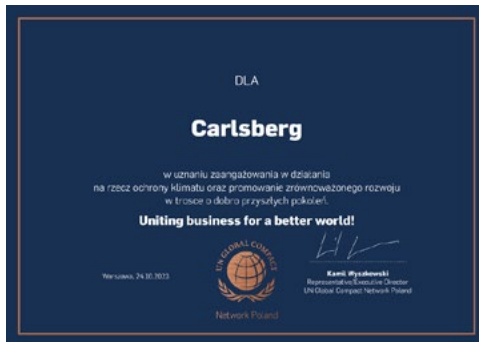 DLA
Carlsberg
w uznaniu zaangażowania w działania
na rzecz ochrony klimatu oraz promowanie zrównoważonego rozwoju
w trosce o dobro przyszłych pokoleń.
Uniting business for a better world!
UN GLOBAL COMPACT
Network Poland
Warszawa, 24.10.2023
Kamil Wyszkowski
Representative/Executive Director
UN Global Compact Network Poland